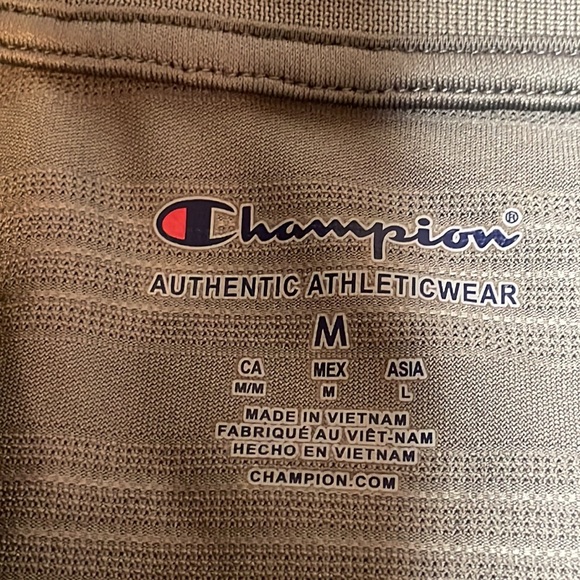 Champion®
AUTHENTIC ATHLETICWEAR
M
CA MEX ASIA
M/M M L
MADE IN VIETNAM
FABRIQUÉ AU VIÊT-NAM
HECHO EN VIETNAM
CHAMPION.COM